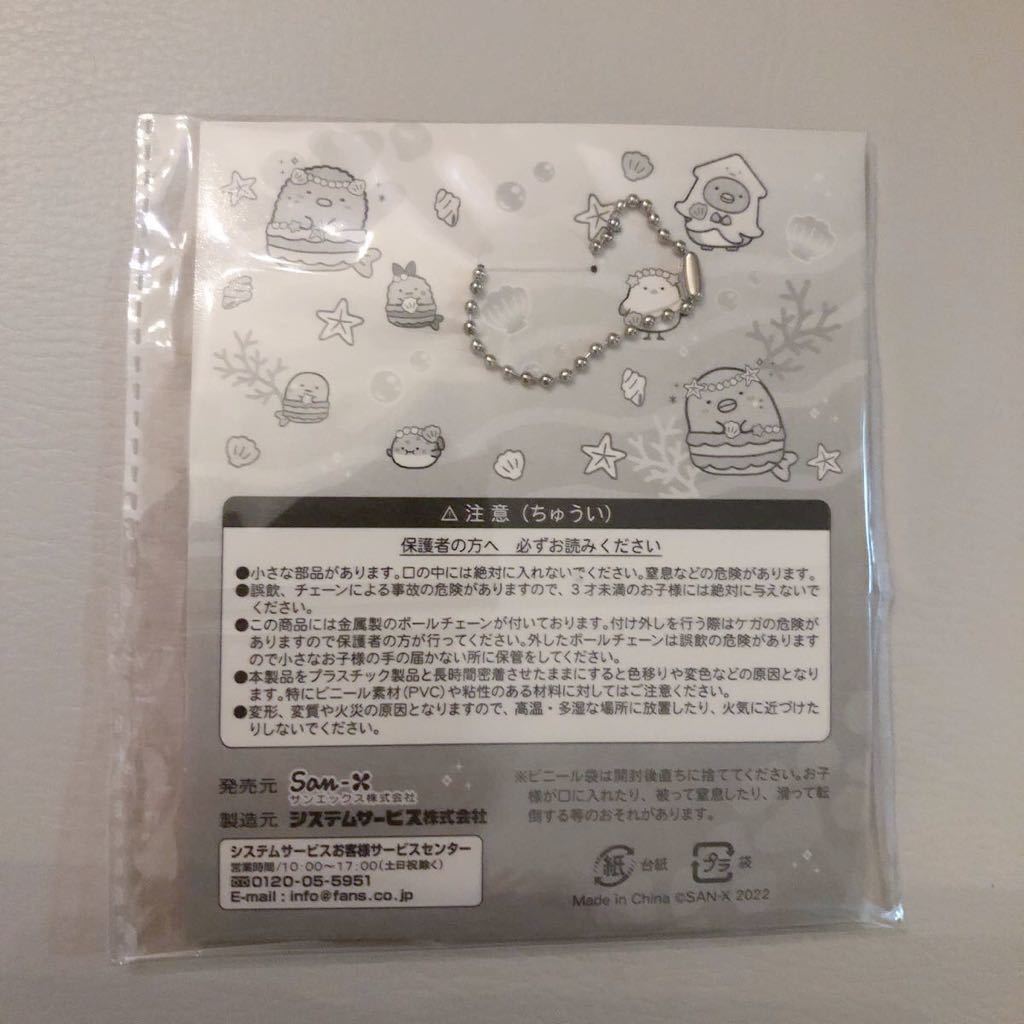 ⚠注意（ちゅうい）
保護者の方へ　必ずお読みください
●小さな部品があります。口の中には絶対に入れないでください。窒息などの危険があります。
●誤飲、チェーンによる事故の危険がありますので、3才未満のお子様には絶対に与えないで
ください。
●この商品には金属製のボールチェーンが付いております。付け外しを行う際はケガの危険が
ありますので保護者の方が行ってください。外したボールチェーンは誤飲の危険があります
ので小さなお子様の手の届かない所に保管をしてください。
●本製品をプラスチック製品と長時間密着させたままにすると色移りや変色などの原因となり
ます。特にビニール素材(PVC)や粘性のある材料に対してはご注意ください。
●変形、変質や火災の原因となりますので、高温・多湿な場所に放置したり、火気に近づけた
りしないでください。
発売元 San-X
サンエックス株式会社
製造元 システムサービス株式会社
システムサービスお客様サービスセンター
営業時間/10:00〜17:00(土日祝除く)
0120-05-5951
E-mail : info@fans.co.jp
※ビニール袋は開封後直ちに捨ててください。お子
様が口に入れたり、被って窒息したり、滑って転
倒する等のおそれがあります。
紙 台紙 プラ 袋
Made in China ©SAN-X 2022